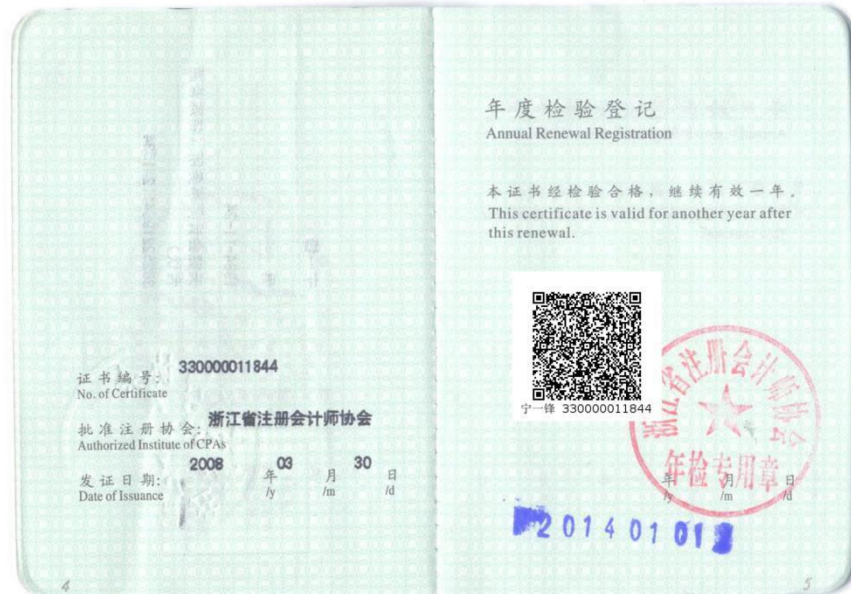 证书编号: 330000011844
No. of Certificate
批准注册协会: 浙江省注册会计师协会
Authorized Institute of CPAs
发证日期: 2008 年 03 月 30 日
Date of Issuance /y /m /d
4
年度检验登记
Annual Renewal Registration
本证书经检验合格，继续有效一年。
This certificate is valid for another year after
this renewal.
宁一锋 330000011844
浙江省注册会计师协会
年检专用章
年 月 日
/y /m /d
2014 01 01
5